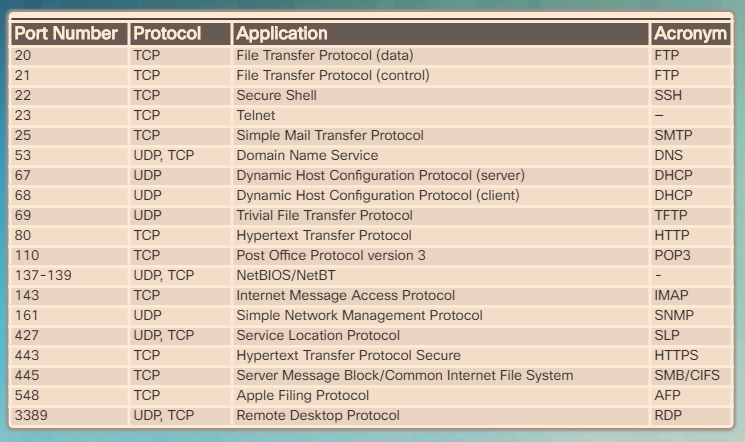 Port Number Protocol Application Acronym
20 TCP File Transfer Protocol (data) FTP
21 TCP File Transfer Protocol (control) FTP
22 TCP Secure Shell SSH
23 TCP Telnet –
25 TCP Simple Mail Transfer Protocol SMTP
53 UDP, TCP Domain Name Service DNS
67 UDP Dynamic Host Configuration Protocol (server) DHCP
68 UDP Dynamic Host Configuration Protocol (client) DHCP
69 UDP Trivial File Transfer Protocol TFTP
80 TCP Hypertext Transfer Protocol HTTP
110 TCP Post Office Protocol version 3 POP3
137-139 UDP, TCP NetBIOS/NetBT -
143 TCP Internet Message Access Protocol IMAP
161 UDP Simple Network Management Protocol SNMP
427 UDP, TCP Service Location Protocol SLP
443 TCP Hypertext Transfer Protocol Secure HTTPS
445 TCP Server Message Block/Common Internet File System SMB/CIFS
548 TCP Apple Filing Protocol AFP
3389 UDP, TCP Remote Desktop Protocol RDP